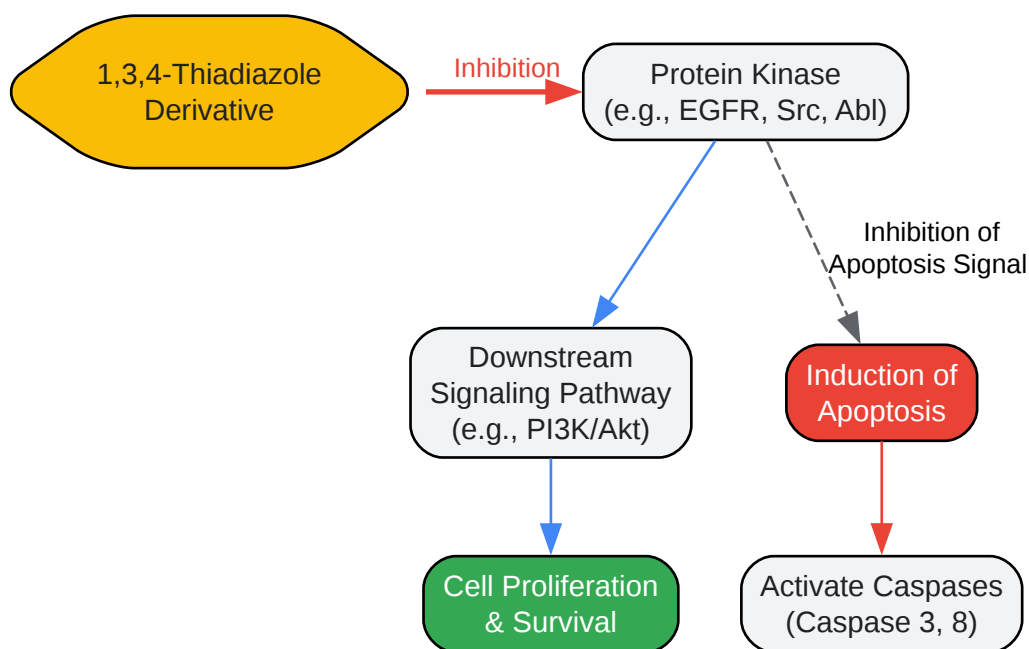 1,3,4-Thiadiazole
Derivative
Inhibition
Protein Kinase
(e.g., EGFR, Src, Abl)
Inhibition of
Apoptosis Signal
Downstream
Signaling Pathway
(e.g., PI3K/Akt)
Induction of
Apoptosis
Cell Proliferation
& Survival
Activate Caspases
(Caspase 3, 8)